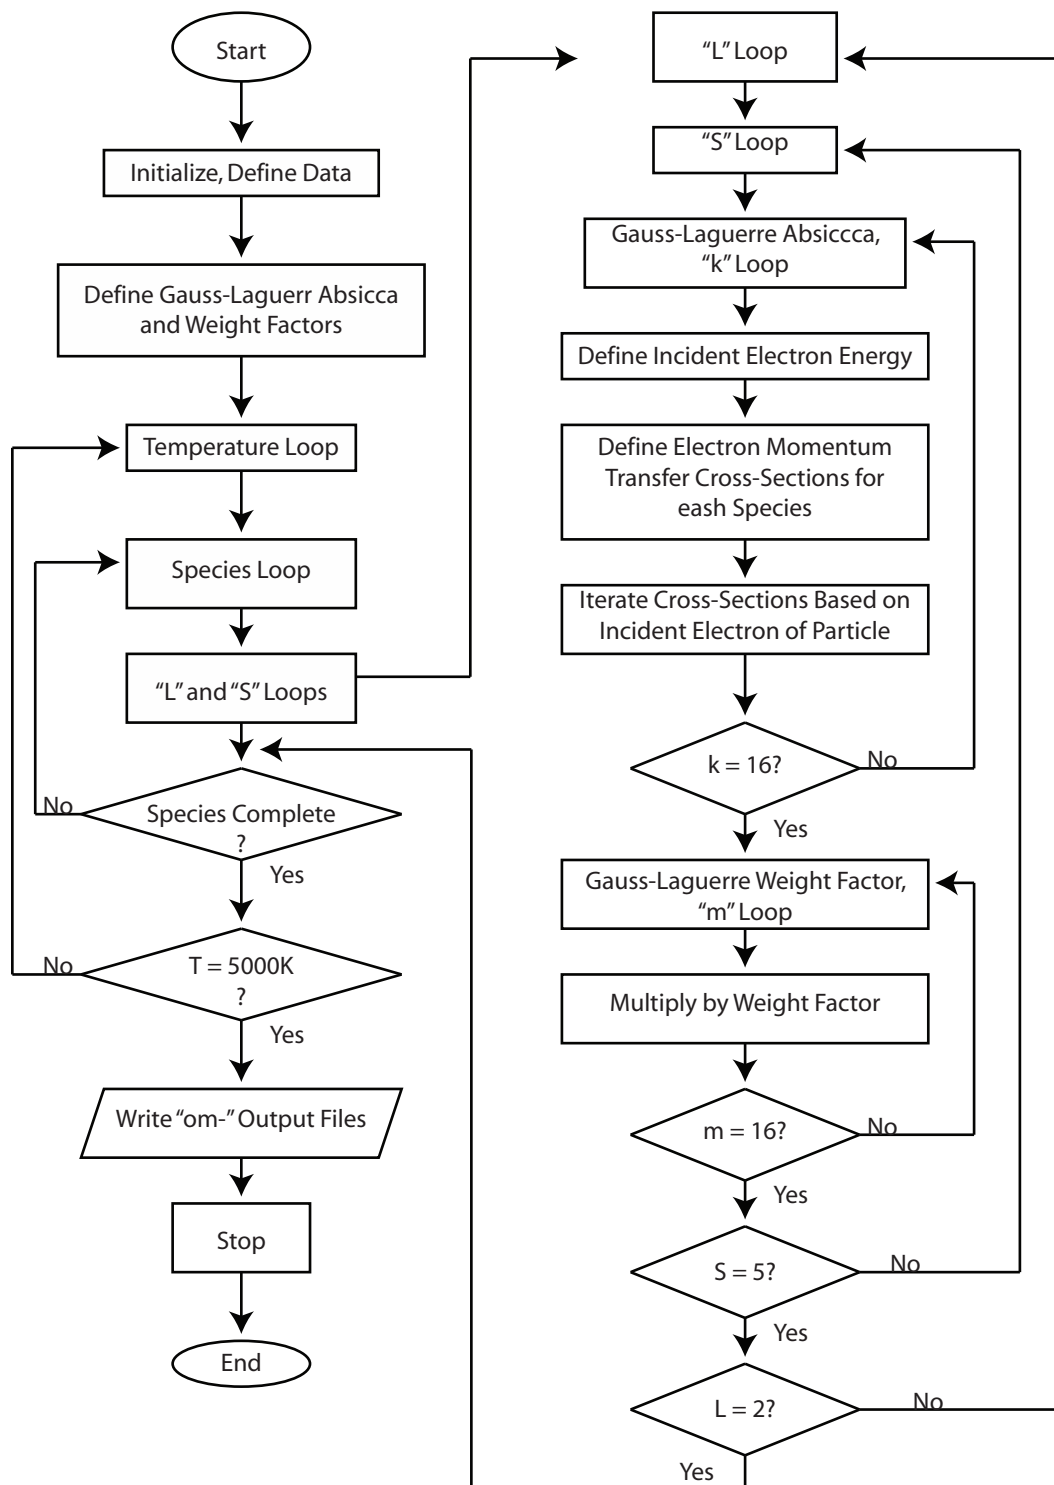 Start
Initialize, Define Data
Define Gauss-Laguerr Absicca
and Weight Factors
Temperature Loop
Species Loop
“L” and “S” Loops
No
Species Complete
?
Yes
No
T = 5000K
?
Yes
Write “om-” Output Files
Stop
End
“L” Loop
“S” Loop
Gauss-Laguerre Absiccca,
“k” Loop
Define Incident Electron Energy
Define Electron Momentum
Transfer Cross-Sections for
eash Species
Iterate Cross-Sections Based on
Incident Electron of Particle
k = 16?
No
Yes
Gauss-Laguerre Weight Factor,
“m” Loop
Multiply by Weight Factor
m = 16?
No
Yes
S = 5?
No
Yes
L = 2?
No
Yes